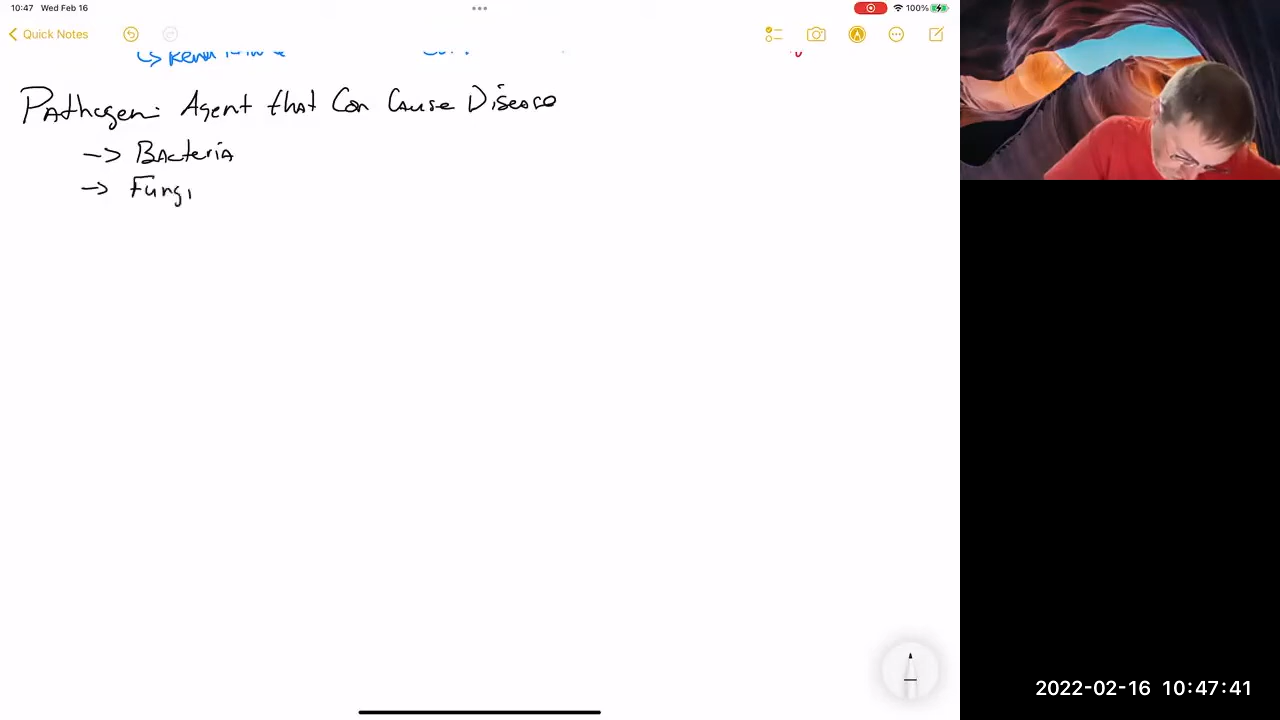 10:47 Wed Feb 16
100%
Quick Notes
Pathogen: Agent that Can Cause Disease
-> Bacteria
-> Fungi
2022-02-16 10:47:41